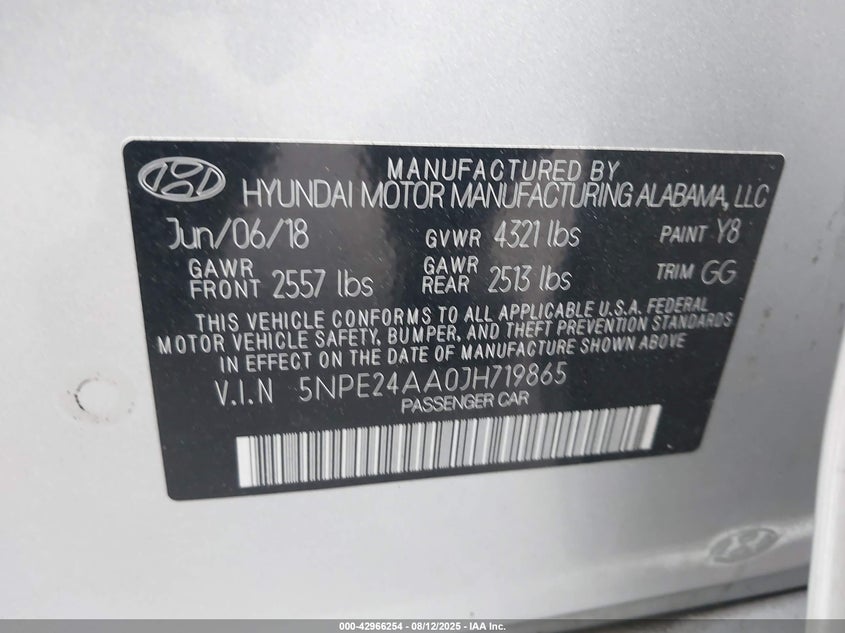 MANUFACTURED BY
HYUNDAI MOTOR MANUFACTURING ALABAMA, LLC
Jun/06/18 GVWR 4321 lbs PAINT Y8
GAWR FRONT 2557 lbs GAWR REAR 2513 lbs TRIM GG
THIS VEHICLE CONFORMS TO ALL APPLICABLE U.S.A. FEDERAL
MOTOR VEHICLE SAFETY, BUMPER, AND THEFT PREVENTION STANDARDS
IN EFFECT ON THE DATE OF MANUFACTURE SHOWN ABOVE.
V.I.N 5NPE24AA0JH719865
PASSENGER CAR
000-42966254 - 08/12/2025 - IAA Inc.